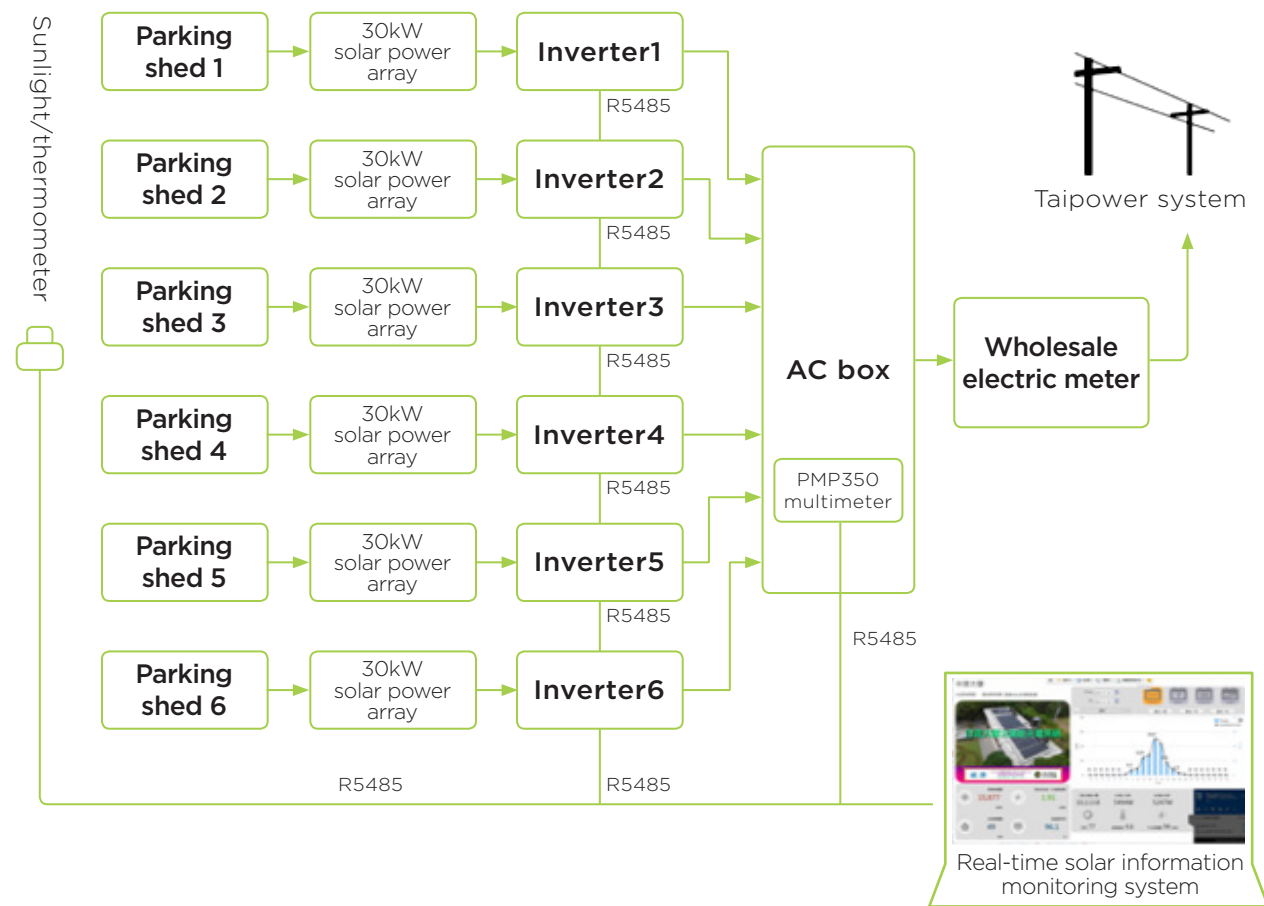 Sunlight/thermometer
Parking
shed 1
30kW
solar power
array
Inverter1
R5485
Parking
shed 2
30kW
solar power
array
Inverter2
R5485
Parking
shed 3
30kW
solar power
array
Inverter3
R5485
Parking
shed 4
30kW
solar power
array
Inverter4
R5485
Parking
shed 5
30kW
solar power
array
Inverter5
R5485
Parking
shed 6
30kW
solar power
array
Inverter6
R5485
R5485
AC box
PMP350
multimeter
R5485
Wholesale
electric meter
Taipower system
Real-time solar information
monitoring system